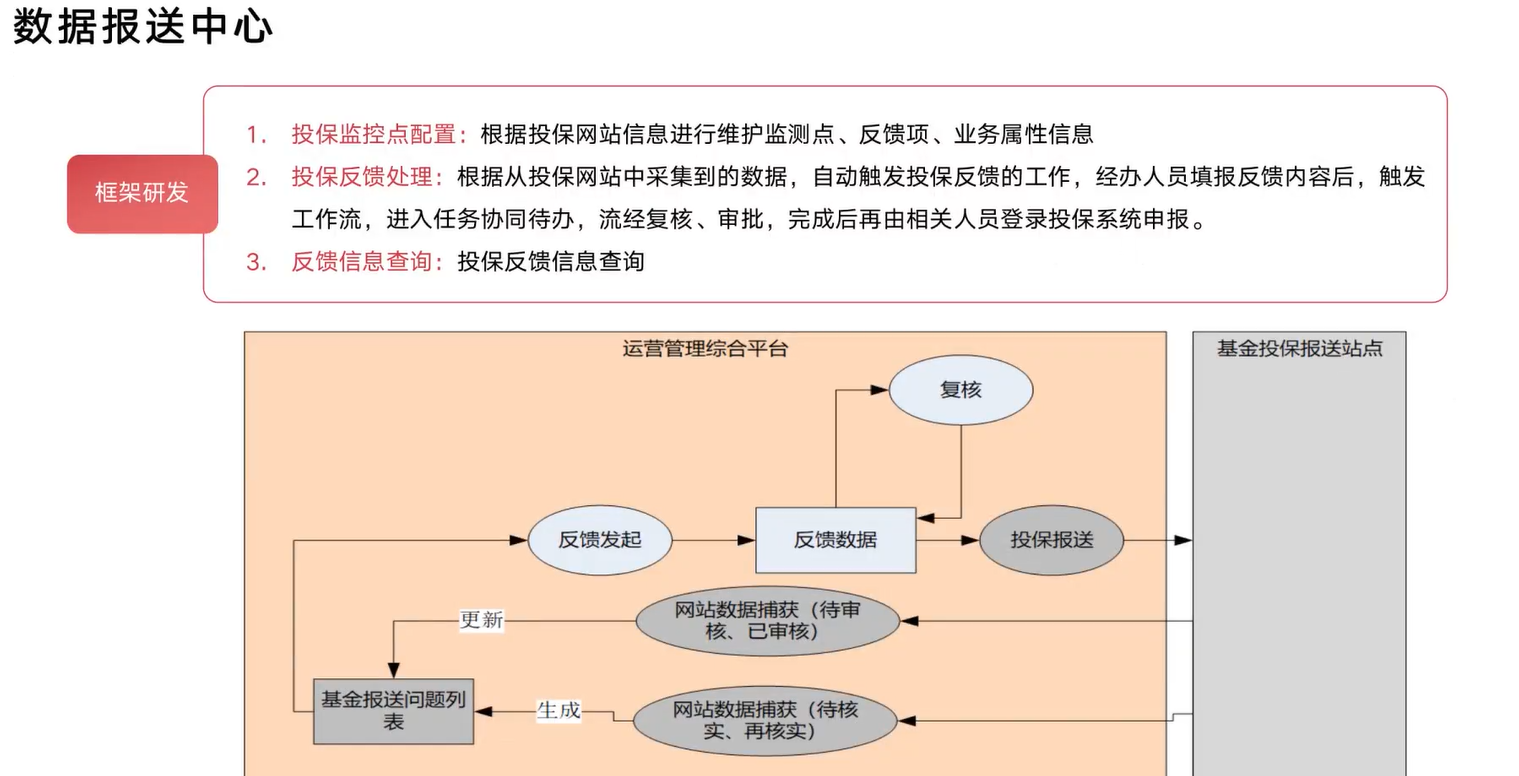 数据报送中心
框架研发
1. 投保监控点配置：根据投保网站信息进行维护监测点、反馈项、业务属性信息
2. 投保反馈处理：根据从投保网站中采集到的数据，自动触发投保反馈的工作，经办人员填报反馈内容后，触发
工作流，进入任务协同待办，流经复核、审批，完成后再由相关人员登录投保系统申报。
3. 反馈信息查询：投保反馈信息查询
运营管理综合平台
基金投保报送站点
复核
反馈发起
反馈数据
投保报送
网站数据捕获（待审
核、已审核）
更新
基金报送问题列
表
生成
网站数据捕获（待核
实、再核实）